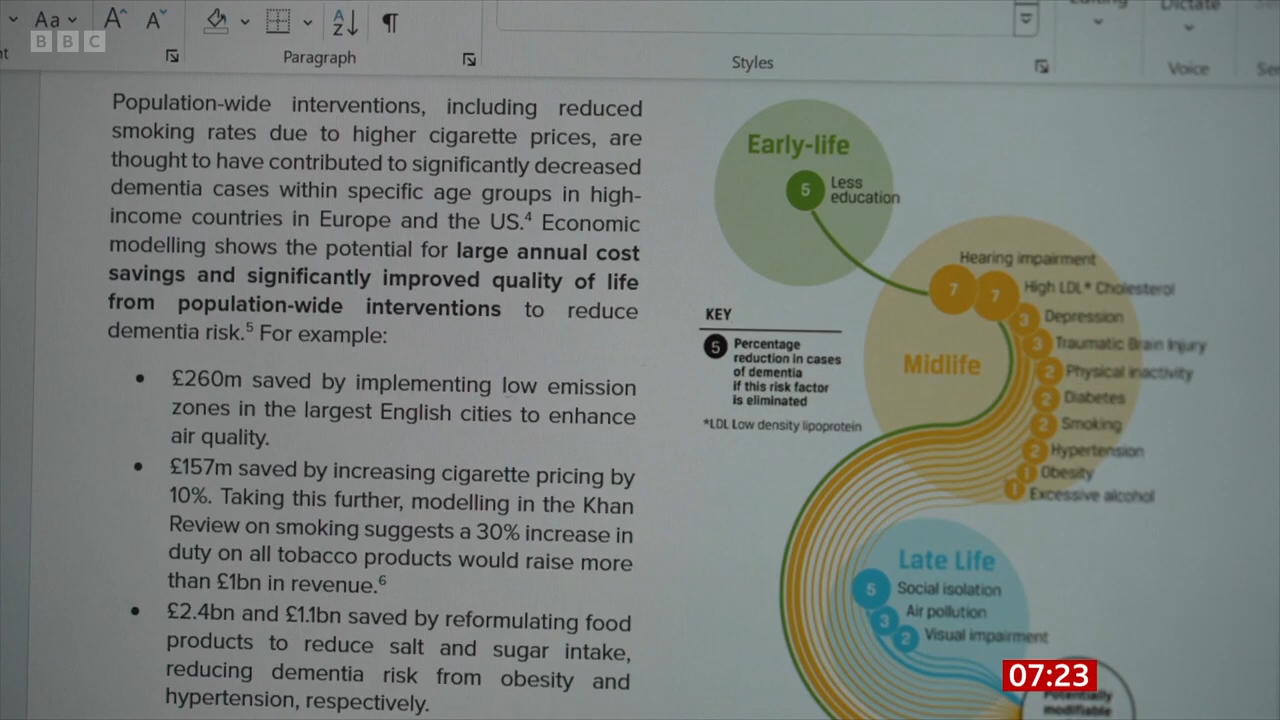 Aa
A
A
BBC
A
Z
¶
Paragraph
Styles
Dictate
Voice
Population-wide interventions, including reduced
smoking rates due to higher cigarette prices, are
thought to have contributed to significantly decreased
dementia cases within specific age groups in high-
income countries in Europe and the US.⁴ Economic
modelling shows the potential for large annual cost
savings and significantly improved quality of life
from population-wide interventions to reduce
dementia risk.⁵ For example:
• £260m saved by implementing low emission
zones in the largest English cities to enhance
air quality.
• £157m saved by increasing cigarette pricing by
10%. Taking this further, modelling in the Khan
Review on smoking suggests a 30% increase in
duty on all tobacco products would raise more
than £1bn in revenue.⁶
• £2.4bn and £1.1bn saved by reformulating food
products to reduce salt and sugar intake,
reducing dementia risk from obesity and
hypertension, respectively.
Early-life
5 Less
education
KEY
5 Percentage
reduction in cases
of dementia
if this risk factor
is eliminated
*LDL Low density lipoprotein
Midlife
7 Hearing impairment
7 High LDL* Cholesterol
3 Depression
3 Traumatic Brain Injury
2 Physical inactivity
2 Diabetes
2 Smoking
2 Hypertension
1 Obesity
1 Excessive alcohol
Late Life
5 Social isolation
3 Air pollution
2 Visual impairment
07:23
Potentially
modifiable